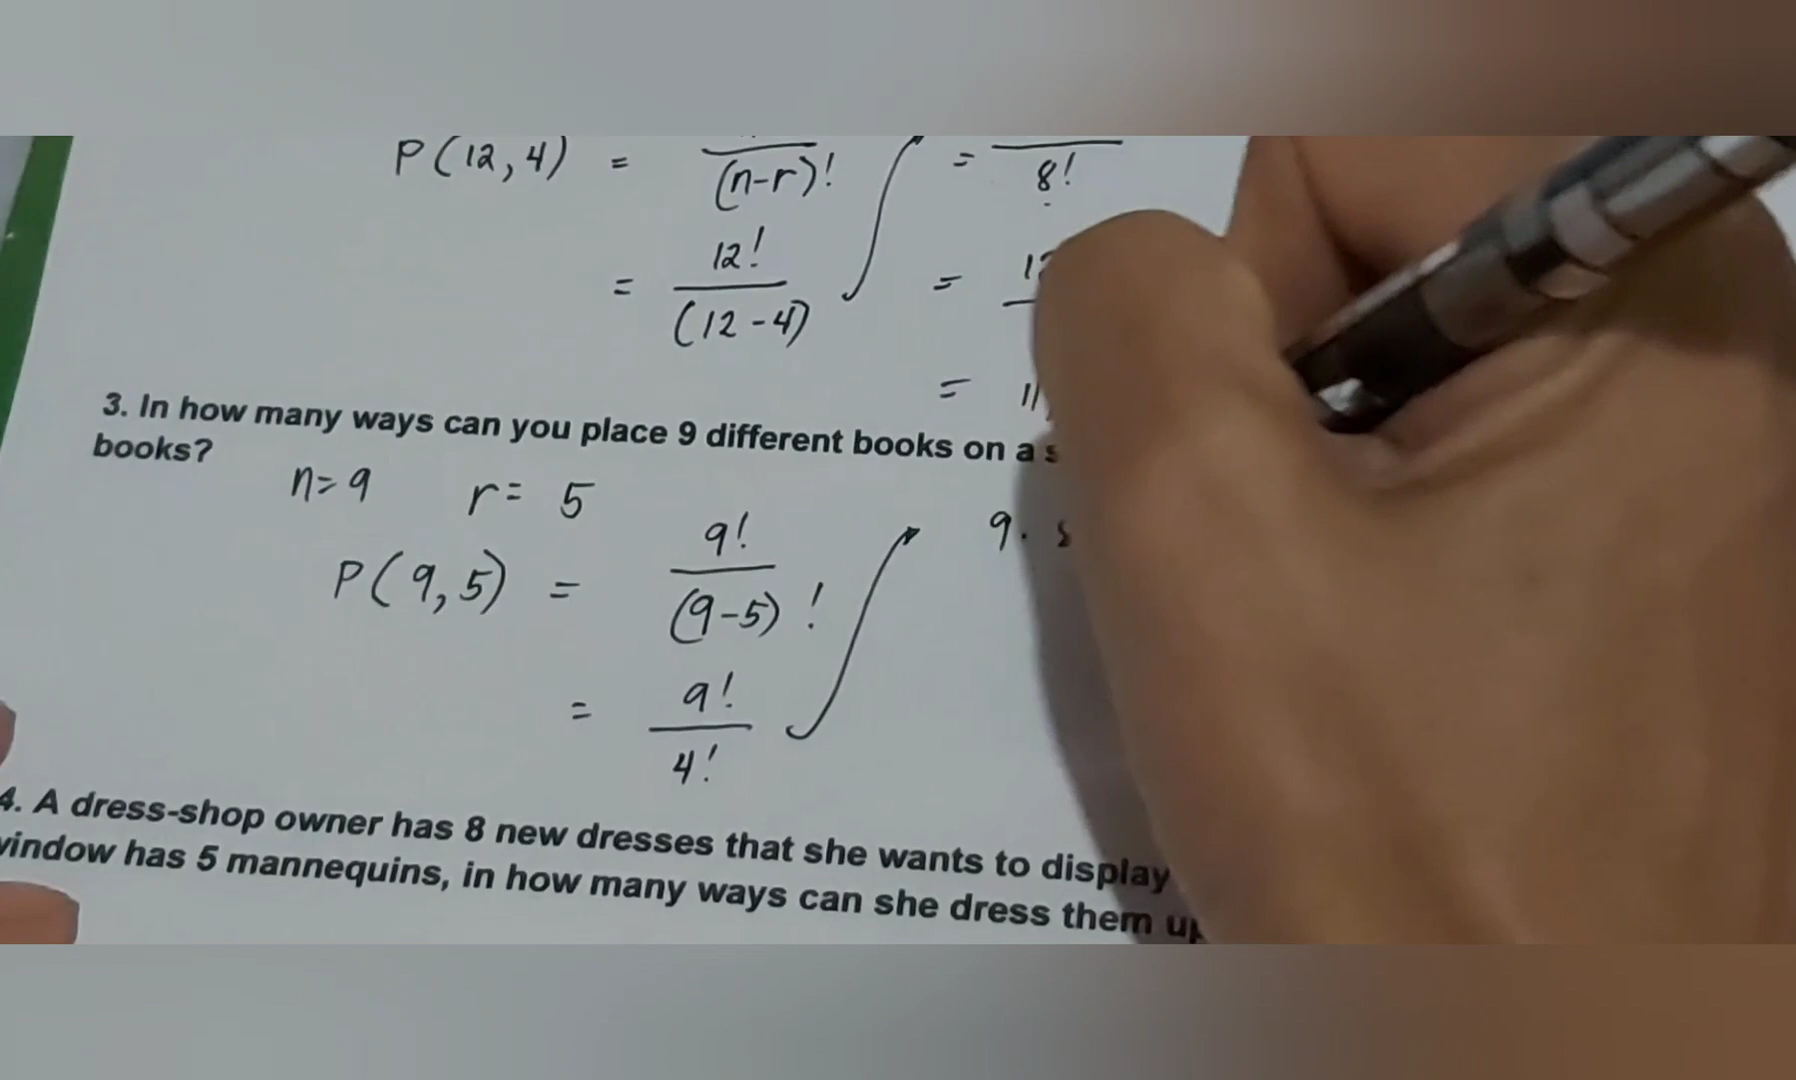 P(12,4) = (n-r)! = 8!
= 12! / (12-4) =
=
3. In how many ways can you place 9 different books on a
books?
n=9 r= 5
P(9,5) = 9! / (9-5)! 9.
= 9! / 4!
4. A dress-shop owner has 8 new dresses that she wants to display
window has 5 mannequins, in how many ways can she dress them up